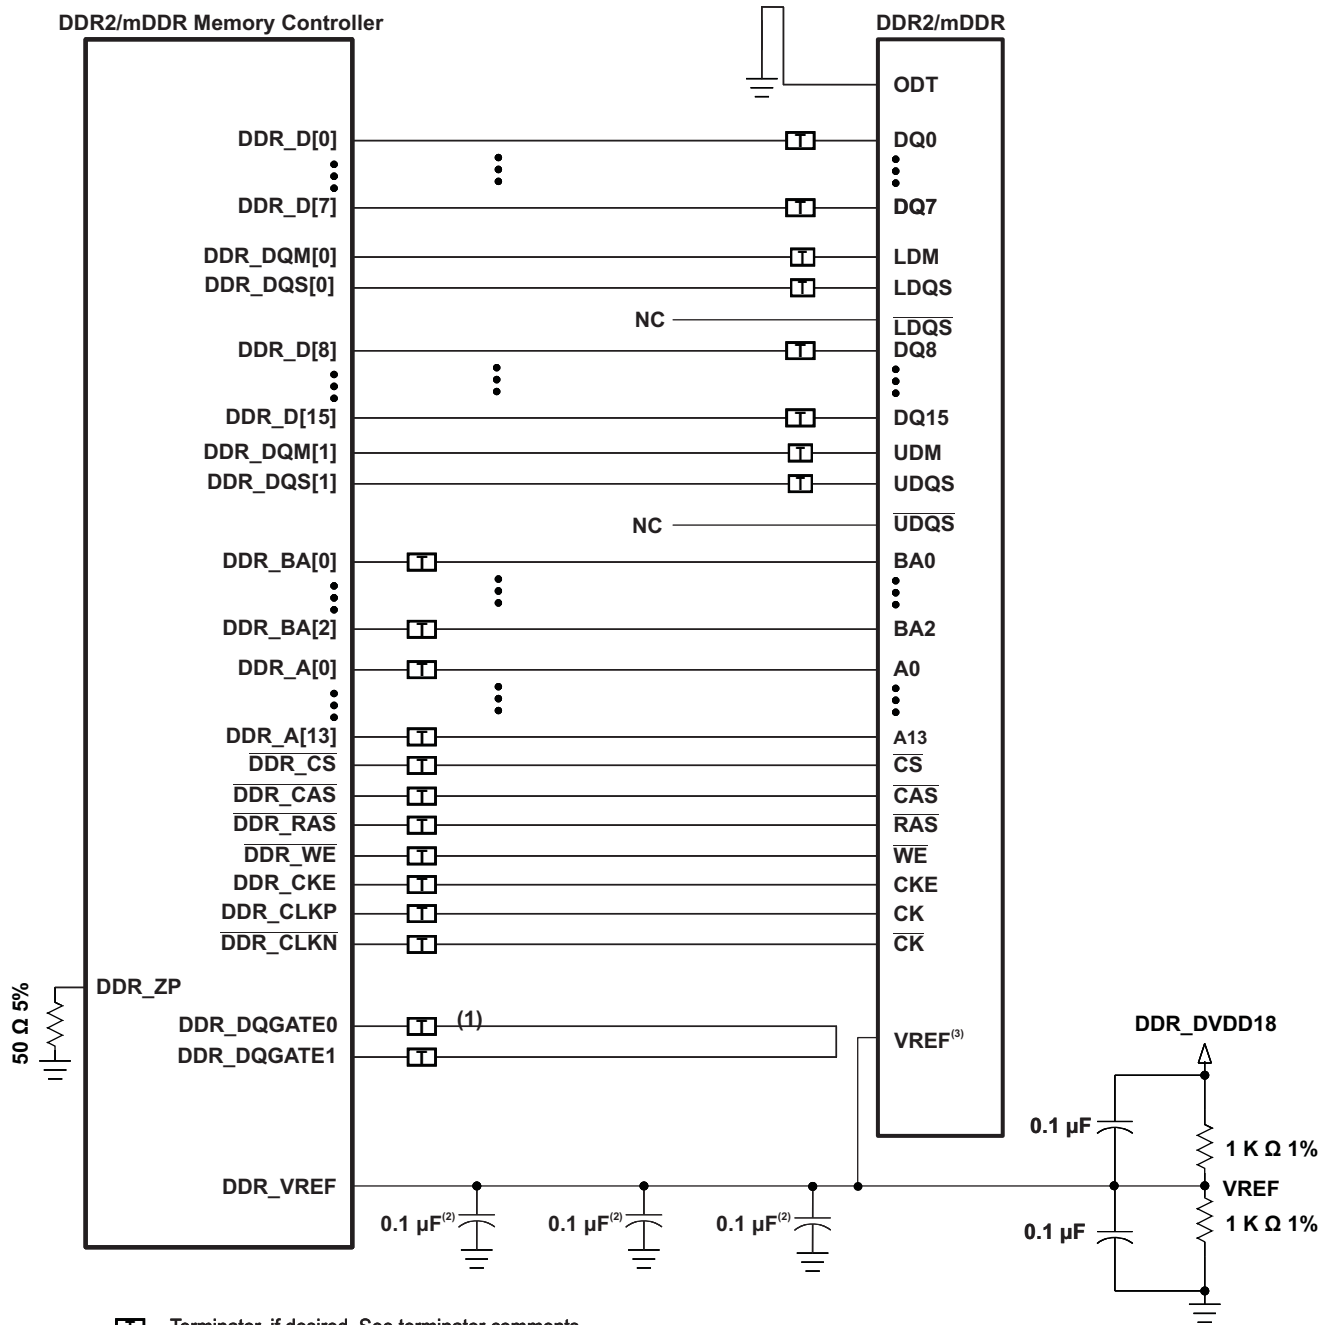 DDR2/mDDR Memory Controller
DDR2/mDDR
ODT
DDR_D[0]
T
DQ0
DDR_D[7]
T
DQ7
DDR_DQM[0]
T
LDM
DDR_DQS[0]
T
LDQS
NC
LDQS
DDR_D[8]
T
DQ8
DDR_D[15]
T
DQ15
DDR_DQM[1]
T
UDM
DDR_DQS[1]
T
UDQS
NC
UDQS
DDR_BA[0]
T
BA0
DDR_BA[2]
T
BA2
DDR_A[0]
T
A0
DDR_A[13]
T
A13
DDR_CS
T
CS
DDR_CAS
T
CAS
DDR_RAS
T
RAS
DDR_WE
T
WE
DDR_CKE
T
CKE
DDR_CLKP
T
CK
DDR_CLKN
T
CK
50 Ω 5%
DDR_ZP
DDR_DQGATE0
T
(1)
DDR_DQGATE1
T
VREF(3)
DDR_DVDD18
0.1 µF
1 K Ω 1%
DDR_VREF
VREF
0.1 µF(2)
0.1 µF(2)
0.1 µF(2)
0.1 µF
1 K Ω 1%
T Terminator, if desired. See terminator comments.